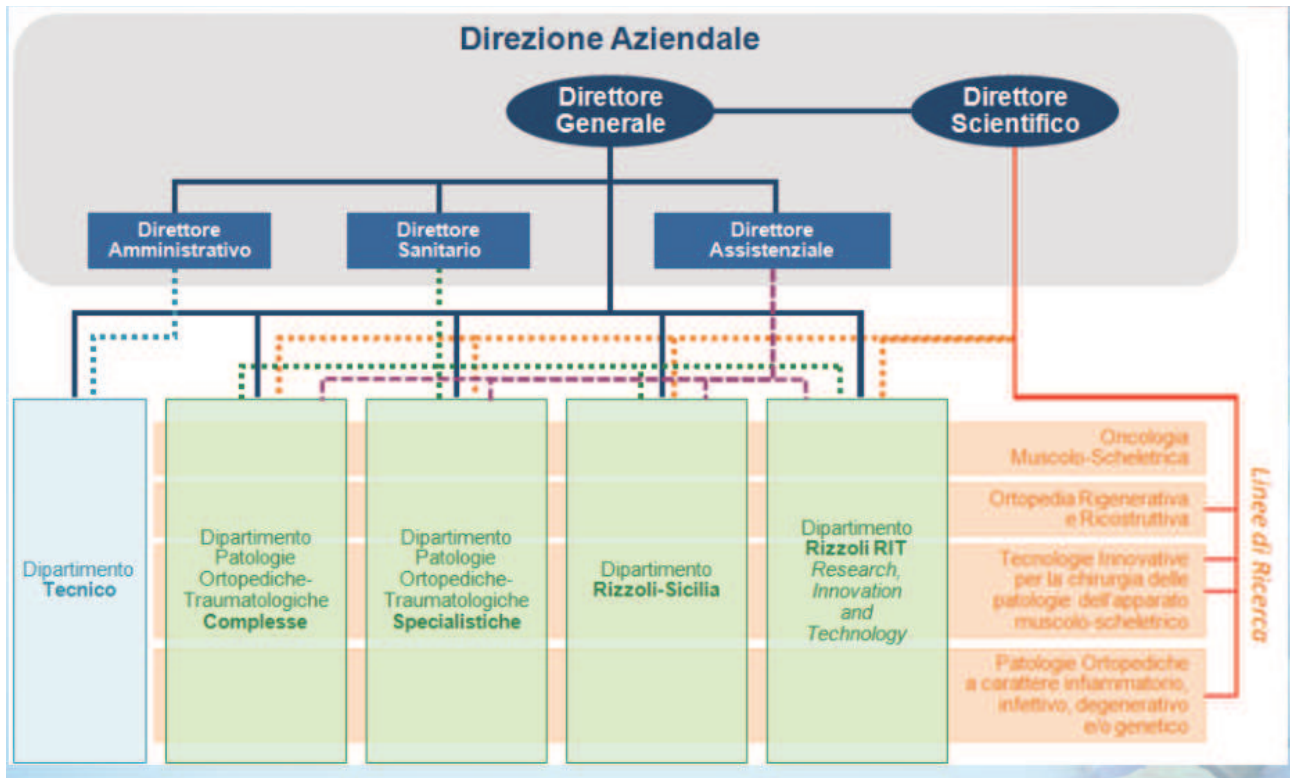 Direzione Aziendale
Direttore
Generale
Direttore
Scientifico
Direttore
Amministrativo
Direttore
Sanitario
Direttore
Assistenziale
Dipartimento
Tecnico
Dipartimento
Patologie
Ortopediche-
Traumatologiche
Complesse
Dipartimento
Patologie
Ortopediche-
Traumatologiche
Specialistiche
Dipartimento
Rizzoli-Sicilia
Dipartimento
Rizzoli RIT
Research,
Innovation
and
Technology
Oncologia
Muscolo-Scheletrica
Ortopedia Rigenerativa
e Ricostruttiva
Tecnologie Innovative
per la chirurgia delle
patologie dell'apparato
muscolo-scheletrico
Patologie Ortopediche
a carattere infiammatorio,
infettivo, degenerativo
e/o genetico
Linee di Ricerca